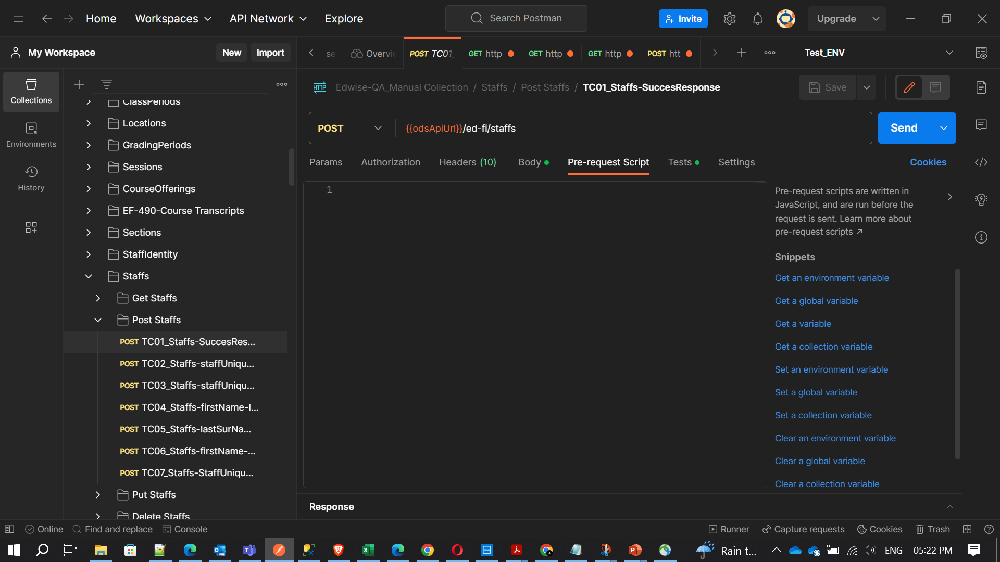 Home
Workspaces
API Network
Explore
Search Postman
Invite
Upgrade
My Workspace
New
Import
se
Overvie
POST TC01_
GET http
GET http
GET http
POST htt
Test_ENV
Collections
Environments
History
ClassPeriods
Locations
GradingPeriods
Sessions
CourseOfferings
EF-490-Course Transcripts
Sections
StaffIdentity
Staffs
Get Staffs
Post Staffs
POST TC01_Staffs-SuccesRes...
POST TC02_Staffs-staffUniqu...
POST TC03_Staffs-staffUniqu...
POST TC04_Staffs-firstName-I...
POST TC05_Staffs-lastSurNa...
POST TC06_Staffs-firstName-...
POST TC07_Staffs-StaffUniqu...
Put Staffs
Delete Staffs
HTTP Edwise-QA_Manual Collection / Staffs / Post Staffs / TC01_Staffs-SuccesResponse
Save
POST
{{odsApiUrl}}/ed-fi/staffs
Send
Params
Authorization
Headers (10)
Body
Pre-request Script
Tests
Settings
Cookies
1
Pre-request scripts are written in
JavaScript, and are run before the
request is sent. Learn more about
pre-request scripts ↗
Snippets
Get an environment variable
Get a global variable
Get a variable
Get a collection variable
Set an environment variable
Set a global variable
Set a collection variable
Clear an environment variable
Clear a global variable
Clear a collection variable
Response
Online
Find and replace
Console
Runner
Capture requests
Cookies
Trash
Rain t...
ENG
05:22 PM